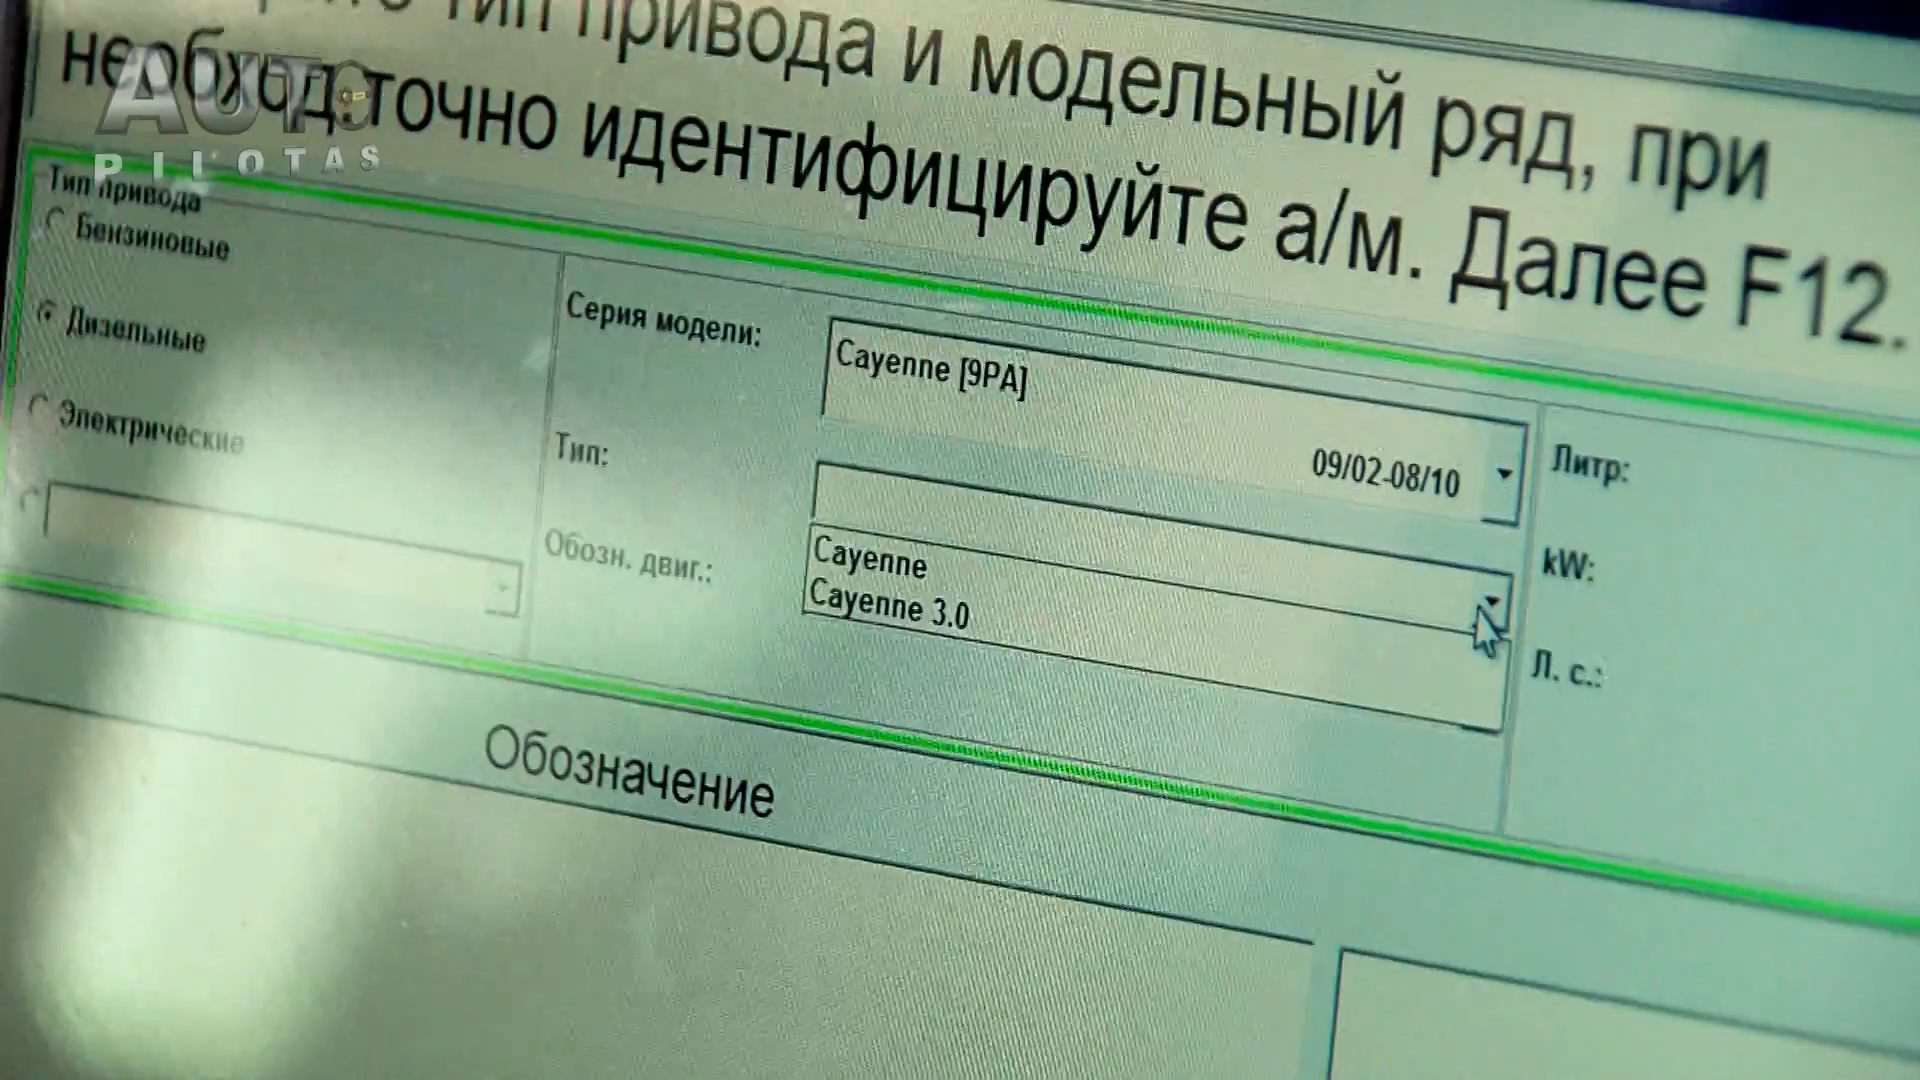 тип привода и модельный ряд, при
необход.точно идентифицируйте а/м. Далее F12.
AUTO
PILOTAS
Тип привода
Бензиновые
Дизельные
Электрические
Серия модели:
Cayenne [9PA]
09/02-08/10
Тип:
Cayenne
Cayenne 3.0
Обозн. двиг.:
Литр:
kW:
Л. с.:
Обозначение